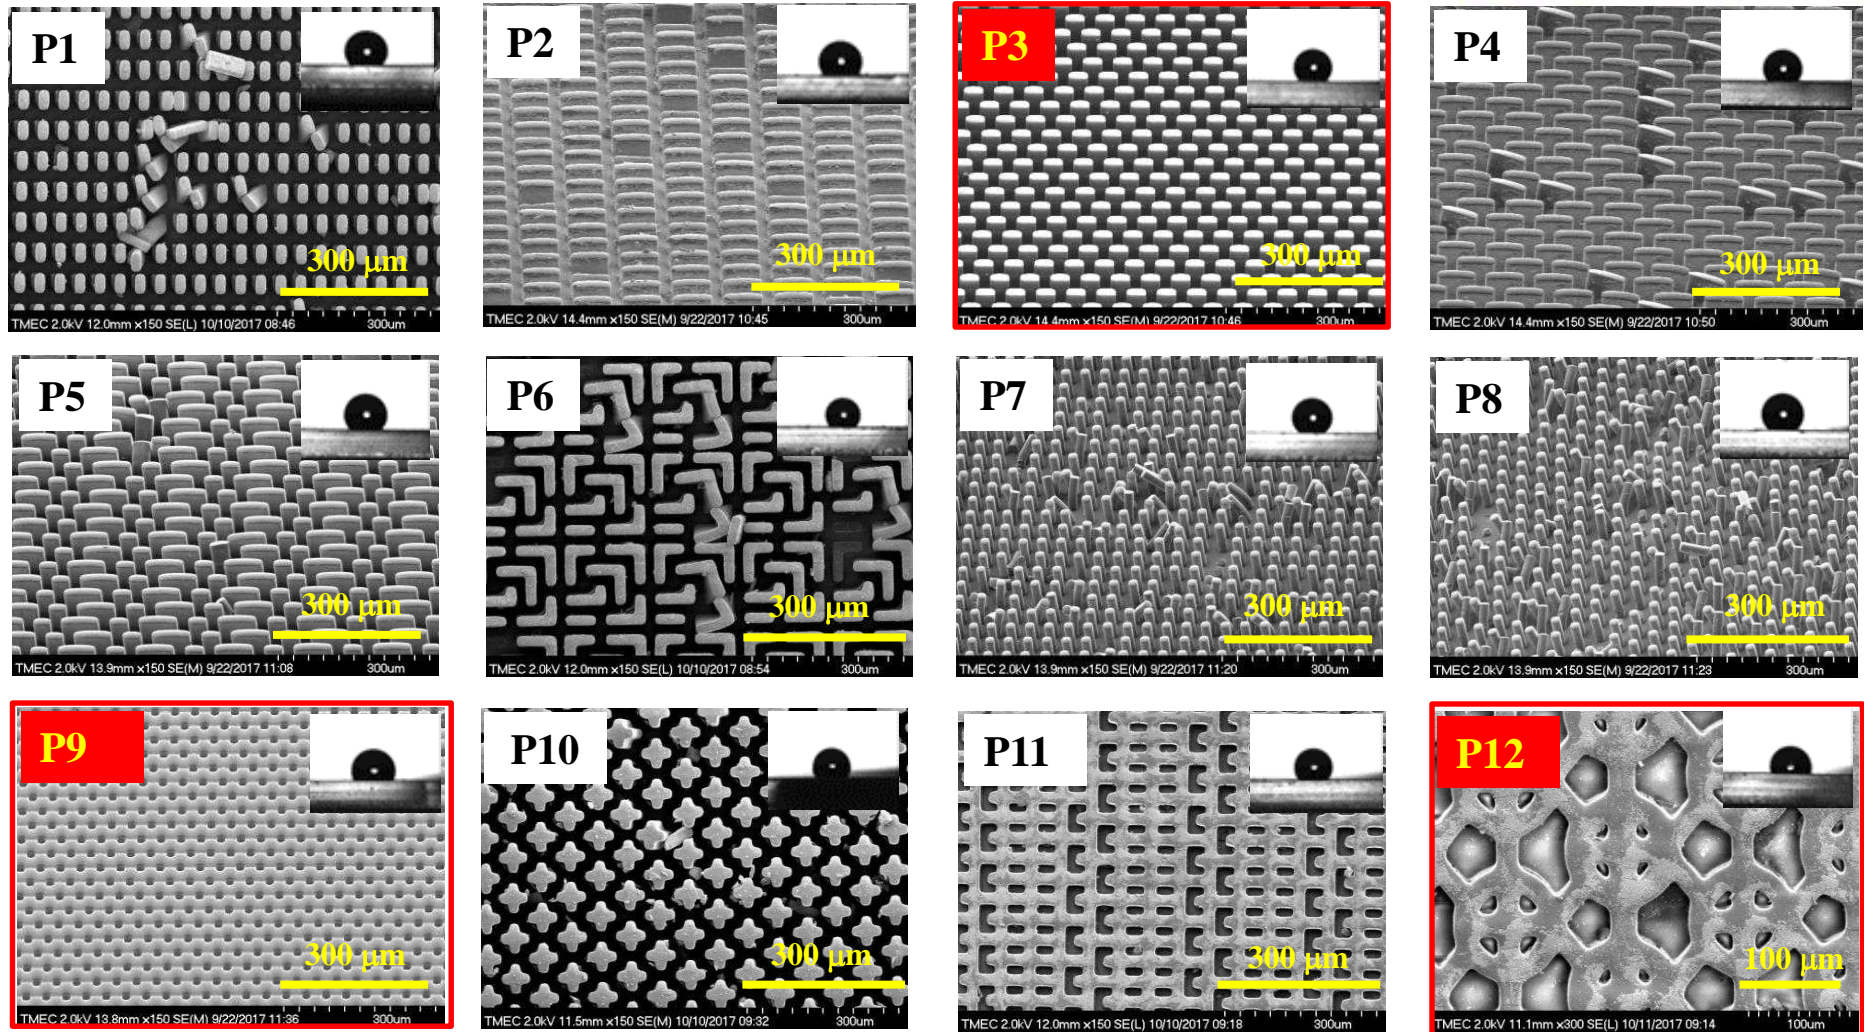 P1
300 µm
TMEC 2.0kV 12.0mm x150 SE(L) 10/10/2017 08:46 300um
P2
300 µm
TMEC 2.0kV 14.4mm x150 SE(M) 9/22/2017 10:45 300um
P3
300 µm
TMEC 2.0kV 14.4mm x150 SE(M) 9/22/2017 10:46 300um
P4
300 µm
TMEC 2.0kV 14.4mm x150 SE(M) 9/22/2017 10:50 300um
P5
300 µm
TMEC 2.0kV 13.9mm x150 SE(M) 9/22/2017 11:08 300um
P6
300 µm
TMEC 2.0kV 12.0mm x150 SE(L) 10/10/2017 08:54 300um
P7
300 µm
TMEC 2.0kV 13.9mm x150 SE(M) 9/22/2017 11:20 300um
P8
300 µm
TMEC 2.0kV 13.9mm x150 SE(M) 9/22/2017 11:23 300um
P9
300 µm
TMEC 2.0kV 13.8mm x150 SE(M) 9/22/2017 11:36 300um
P10
300 µm
TMEC 2.0kV 11.5mm x150 SE(M) 10/10/2017 09:32 300um
P11
300 µm
TMEC 2.0kV 12.0mm x150 SE(L) 10/10/2017 09:18 300um
P12
100 µm
TMEC 2.0kV 11.1mm x300 SE(L) 10/11/2017 09:14 100um